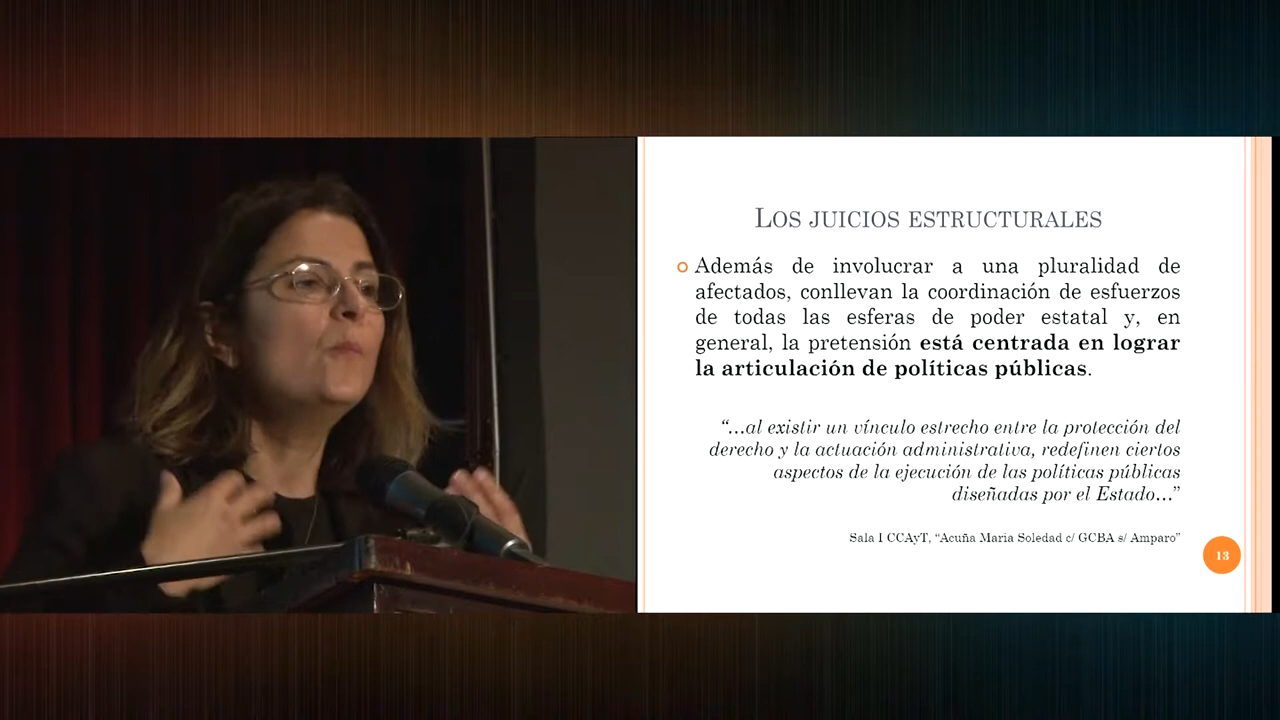 LOS JUICIOS ESTRUCTURALES
Además de involucrar a una pluralidad de
afectados, conllevan la coordinación de esfuerzos
de todas las esferas de poder estatal y, en
general, la pretensión está centrada en lograr
la articulación de políticas públicas.
“…al existir un vínculo estrecho entre la protección del
derecho y la actuación administrativa, redefinen ciertos
aspectos de la ejecución de las políticas públicas
diseñadas por el Estado…”
Sala I CCAyT, “Acuña Maria Soledad c/ GCBA s/ Amparo”
13